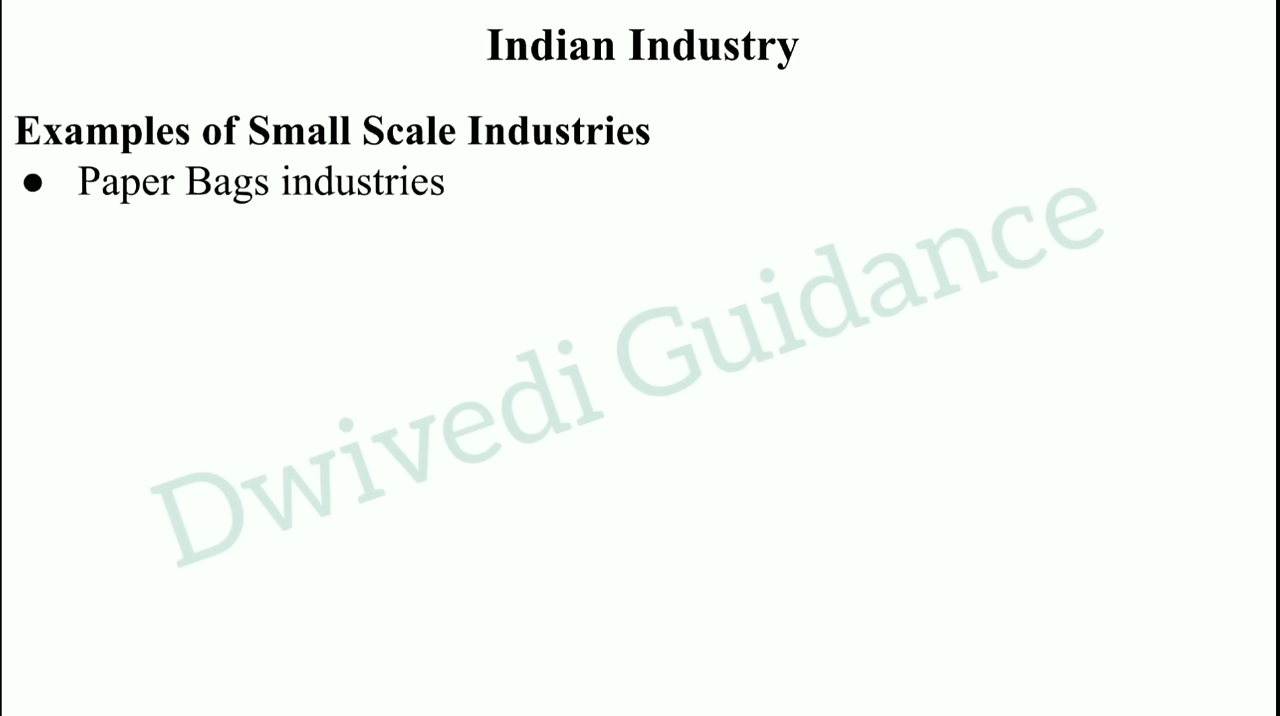 Indian Industry
Examples of Small Scale Industries
● Paper Bags industries
Dwivedi Guidance